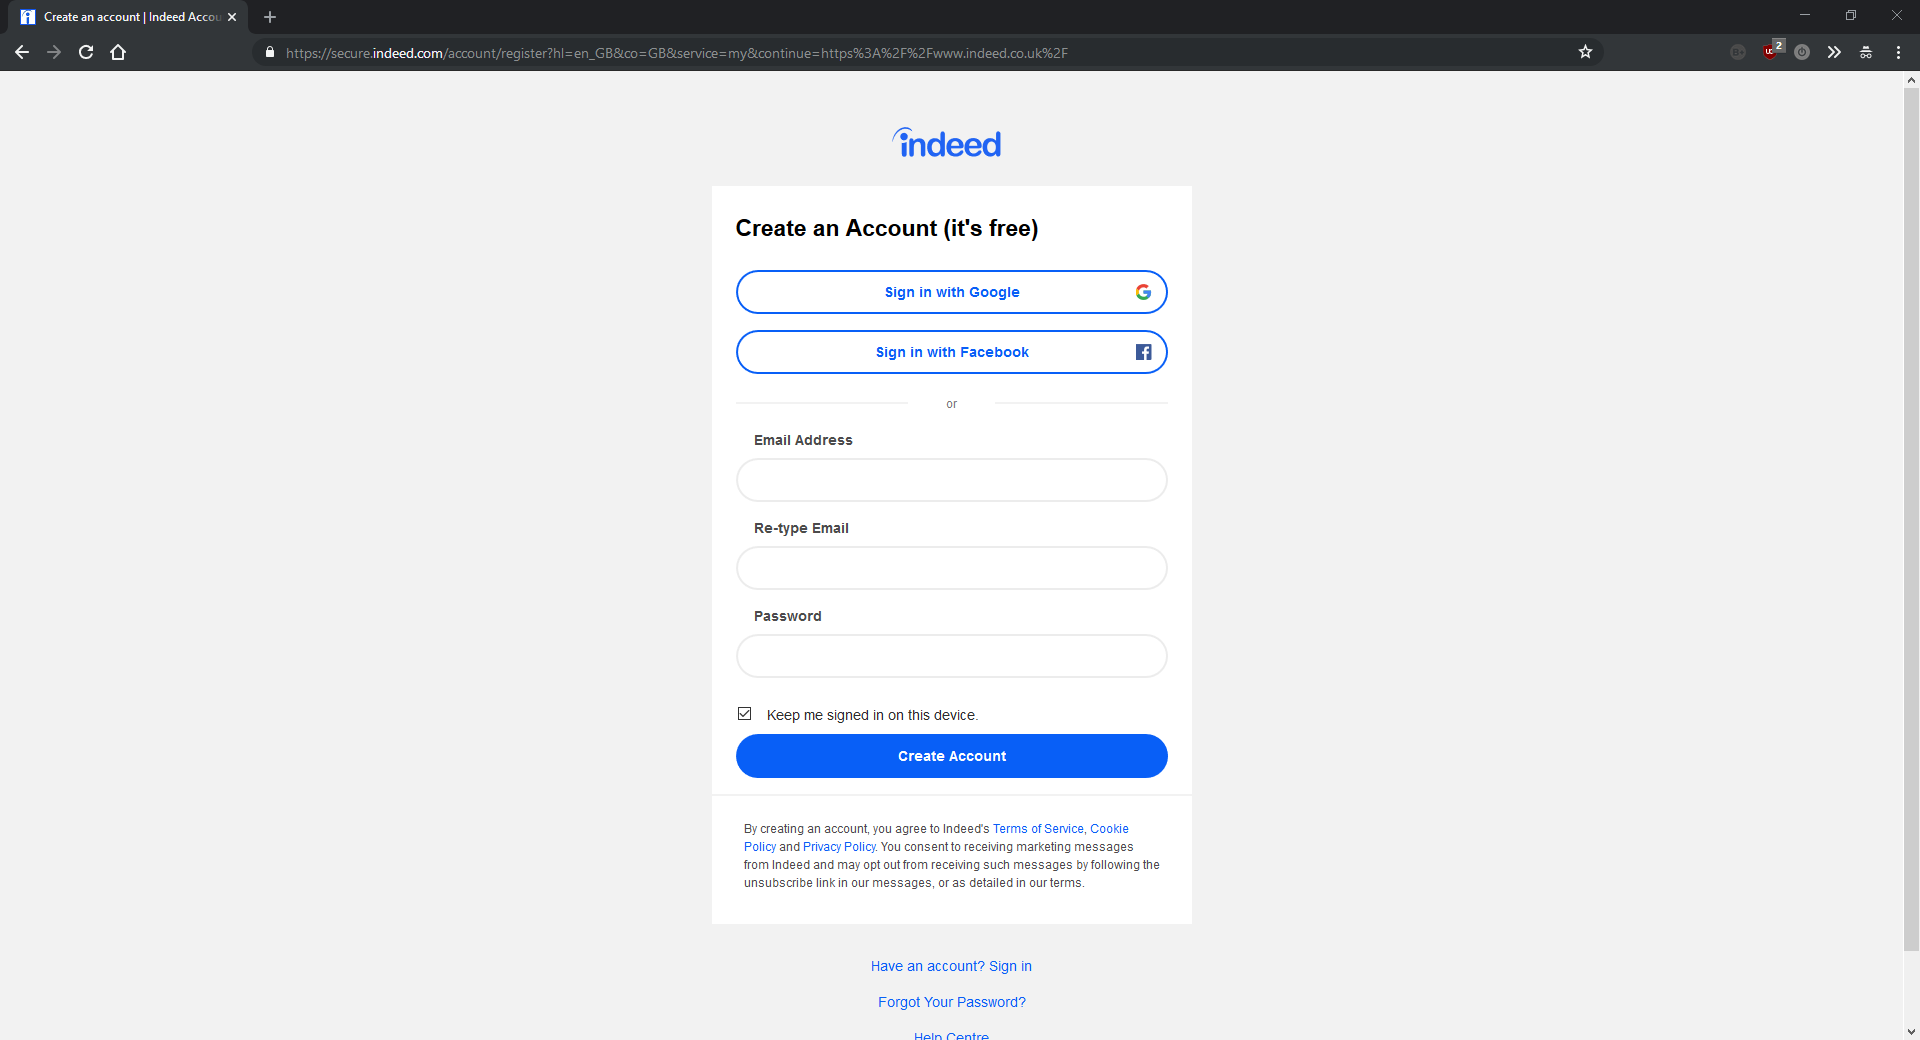 Create an account | Indeed Accou
https://secure.indeed.com/account/register?hl=en_GB&co=GB&service=my&continue=https%3A%2F%2Fwww.indeed.co.uk%2F
2
indeed
Create an Account (it's free)
Sign in with Google
Sign in with Facebook
or
Email Address
Re-type Email
Password
Keep me signed in on this device.
Create Account
By creating an account, you agree to Indeed's Terms of Service, Cookie
Policy and Privacy Policy. You consent to receiving marketing messages
from Indeed and may opt out from receiving such messages by following the
unsubscribe link in our messages, or as detailed in our terms.
Have an account? Sign in
Forgot Your Password?
Help Centre